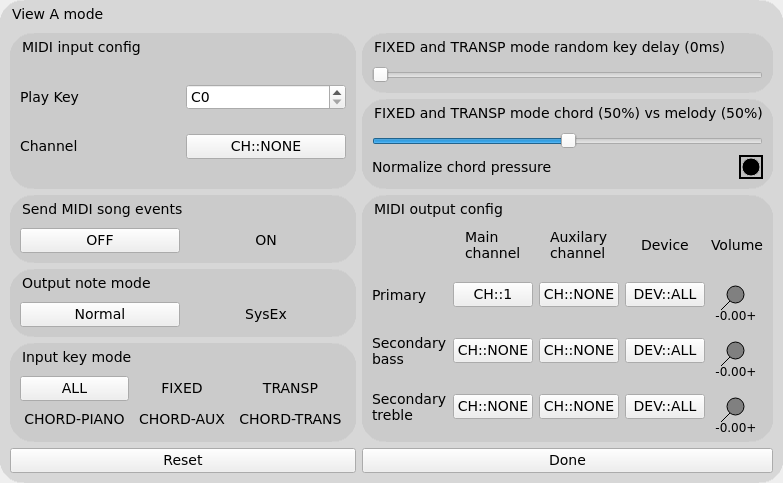 View A mode
MIDI input config
Play Key C0
Channel CH::NONE
Send MIDI song events
OFF ON
Output note mode
Normal SysEx
Input key mode
ALL FIXED TRANSP
CHORD-PIANO CHORD-AUX CHORD-TRANS
Reset
FIXED and TRANSP mode random key delay (0ms)
FIXED and TRANSP mode chord (50%) vs melody (50%)
Normalize chord pressure
MIDI output config
Main channel Auxilary channel Device Volume
Primary CH::1 CH::NONE DEV::ALL -0.00+
Secondary bass CH::NONE CH::NONE DEV::ALL -0.00+
Secondary treble CH::NONE CH::NONE DEV::ALL -0.00+
Done